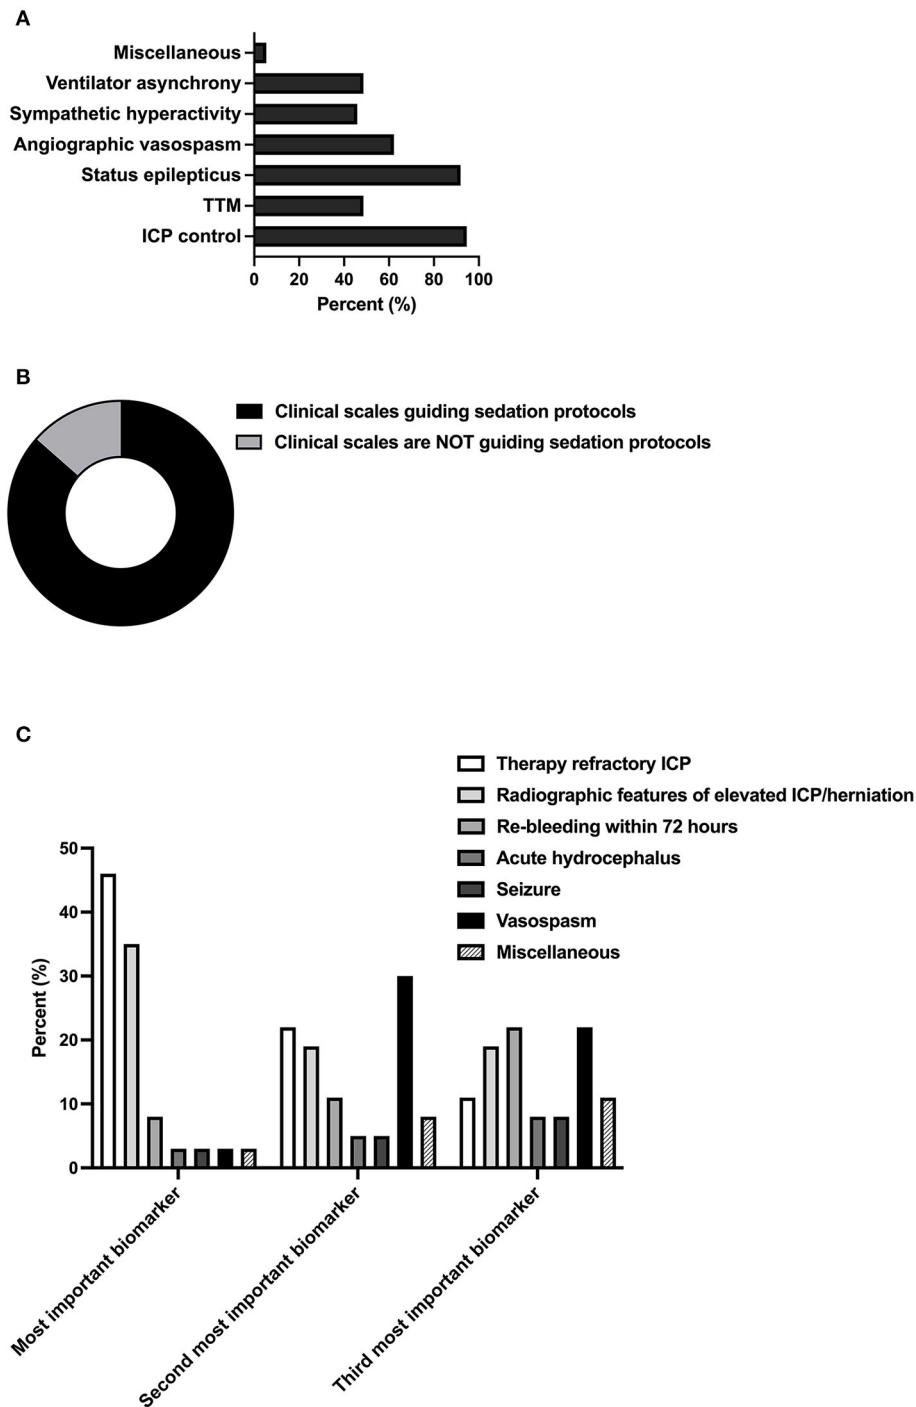 A
Miscellaneous
Ventilator asynchrony
Sympathetic hyperactivity
Angiographic vasospasm
Status epilepticus
TTM
ICP control
0 20 40 60 80 100
Percent (%)
B
Clinical scales guiding sedation protocols
Clinical scales are NOT guiding sedation protocols
C
Therapy refractory ICP
Radiographic features of elevated ICP/herniation
Re-bleeding within 72 hours
Acute hydrocephalus
Seizure
Vasospasm
Miscellaneous
50
40
30
20
10
0
Percent (%)
Most important biomarker
Second most important biomarker
Third most important biomarker